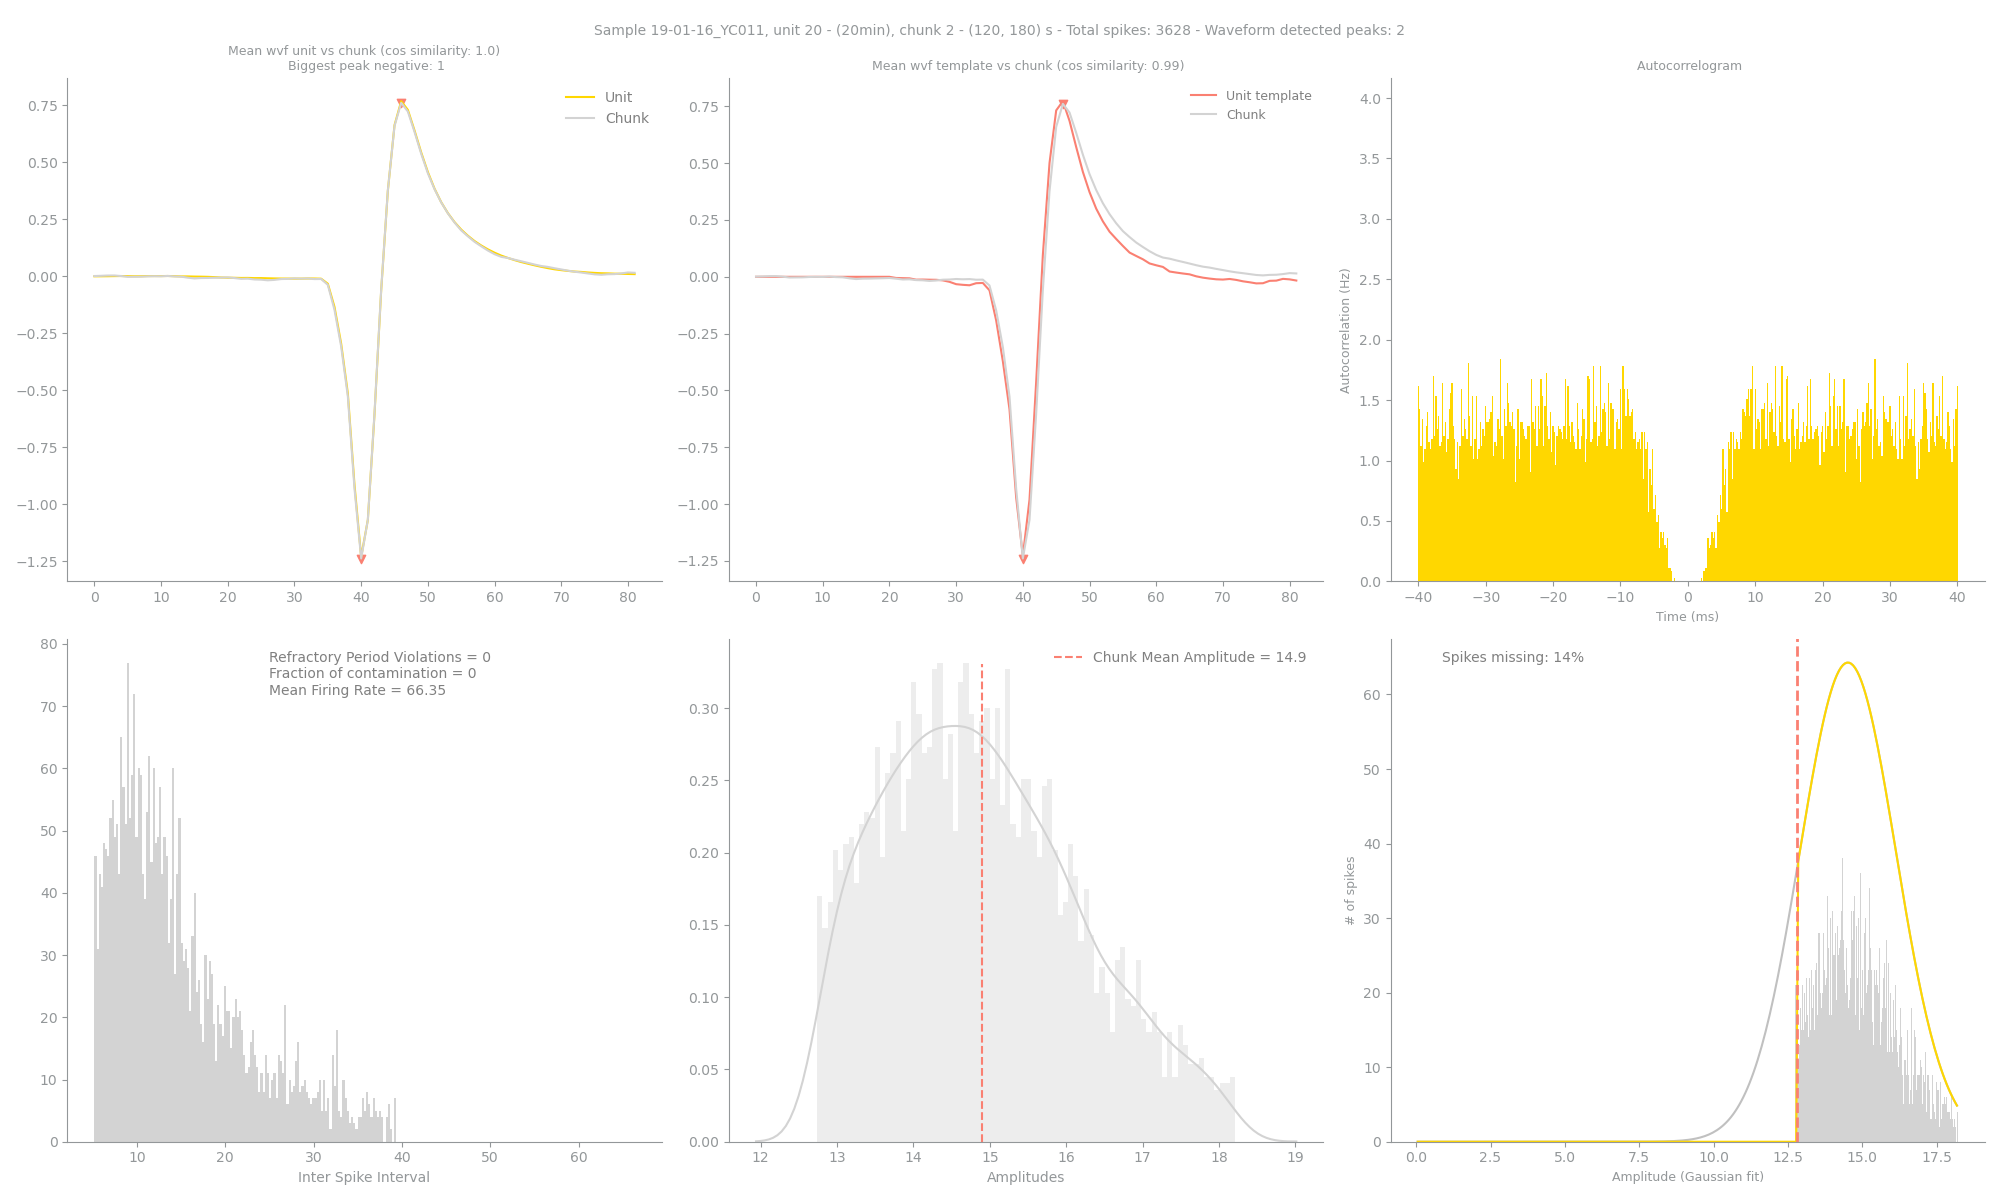 Sample 19-01-16_YC011, unit 20 - (20min), chunk 2 - (120, 180) s - Total spikes: 3628 - Waveform detected peaks: 2
Mean wvf unit vs chunk (cos similarity: 1.0)
Biggest peak negative: 1
Unit
Chunk
0.75
0.50
0.25
0.00
−0.25
−0.50
−0.75
−1.00
−1.25
0 10 20 30 40 50 60 70 80
Mean wvf template vs chunk (cos similarity: 0.99)
Unit template
Chunk
0.75
0.50
0.25
0.00
−0.25
−0.50
−0.75
−1.00
−1.25
0 10 20 30 40 50 60 70 80
Autocorrelogram
Autocorrelation (Hz)
4.0
3.5
3.0
2.5
2.0
1.5
1.0
0.5
0.0
−40 −30 −20 −10 0 10 20 30 40
Time (ms)
Refractory Period Violations = 0
Fraction of contamination = 0
Mean Firing Rate = 66.35
80
70
60
50
40
30
20
10
0
10 20 30 40 50 60
Inter Spike Interval
Chunk Mean Amplitude = 14.9
0.30
0.25
0.20
0.15
0.10
0.05
0.00
12 13 14 15 16 17 18 19
Amplitudes
Spikes missing: 14%
# of spikes
60
50
40
30
20
10
0
0.0 2.5 5.0 7.5 10.0 12.5 15.0 17.5
Amplitude (Gaussian fit)